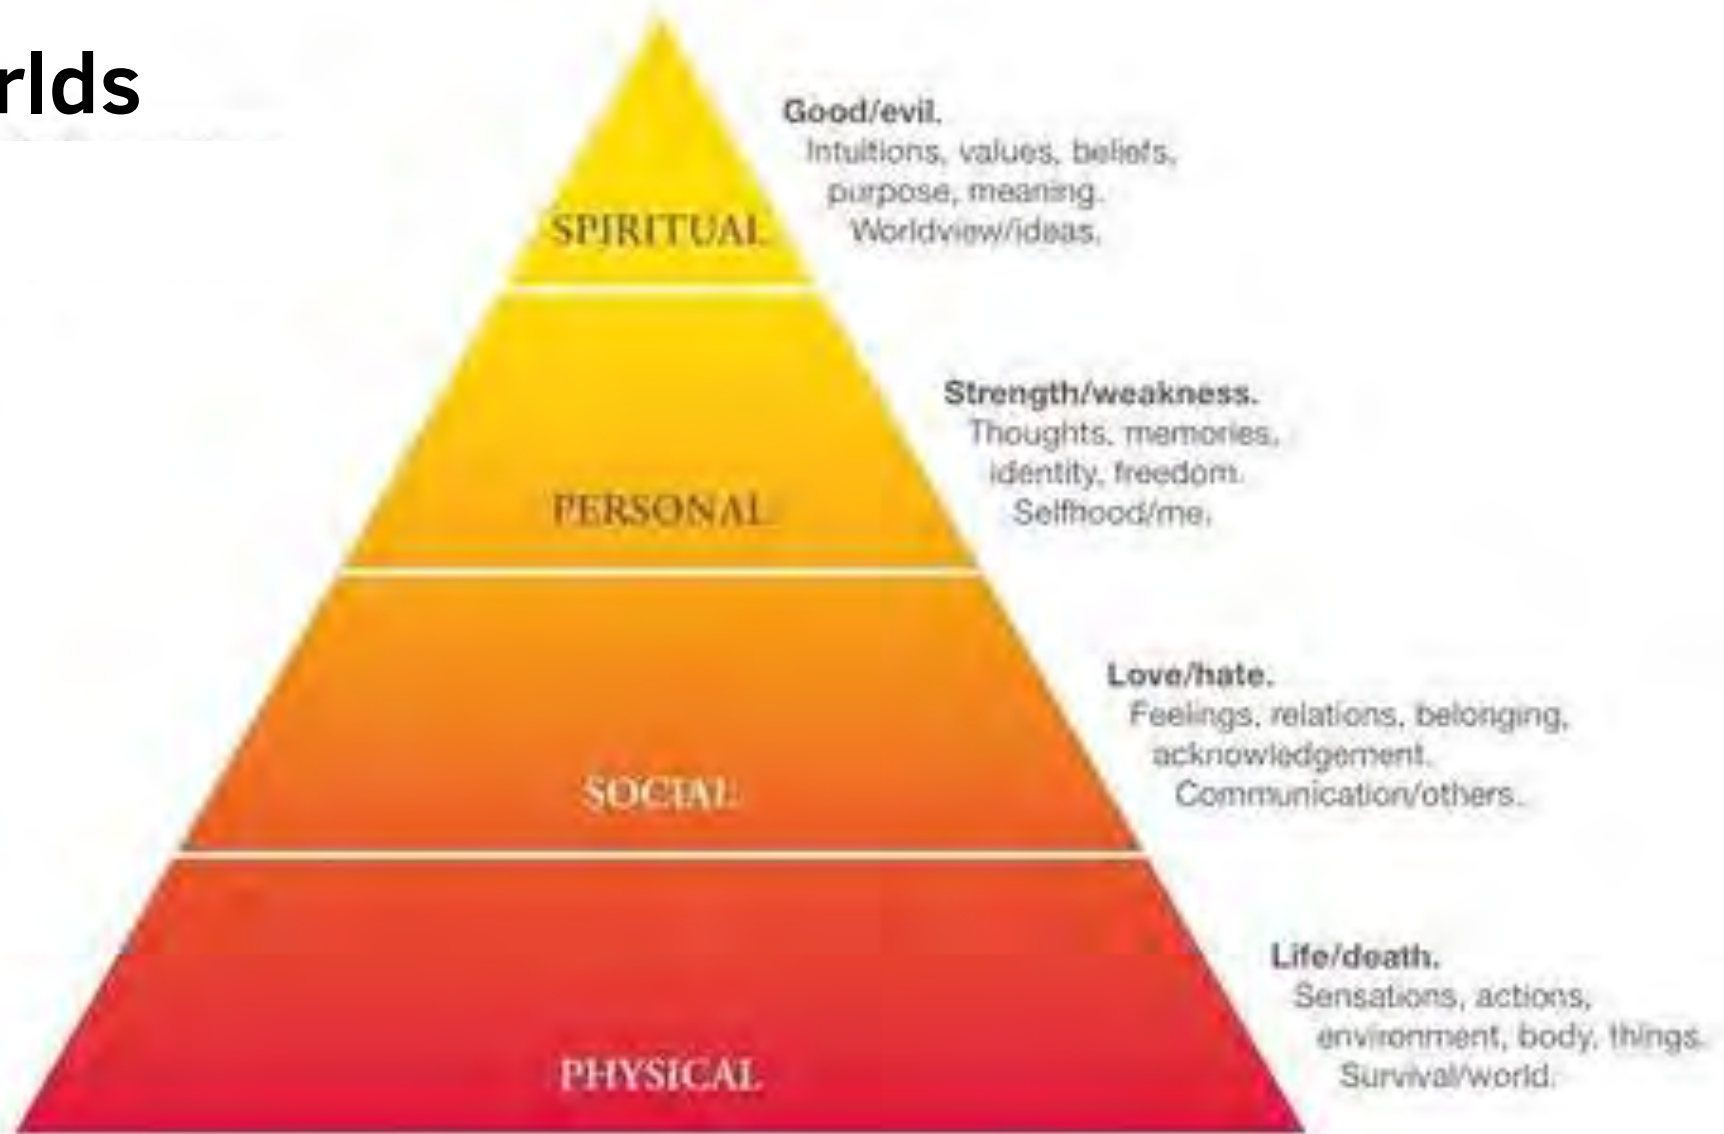 rlds
Good/evil.
Intuitions, values, beliefs,
purpose, meaning.
Worldview/ideas.
SPIRITUAL
Strength/weakness.
Thoughts, memories,
identity, freedom.
Selfhood/me.
PERSONAL
Love/hate.
Feelings, relations, belonging,
acknowledgement.
Communication/others.
SOCIAL
Life/death.
Sensations, actions,
environment, body, things.
Survival/world.
PHYSICAL